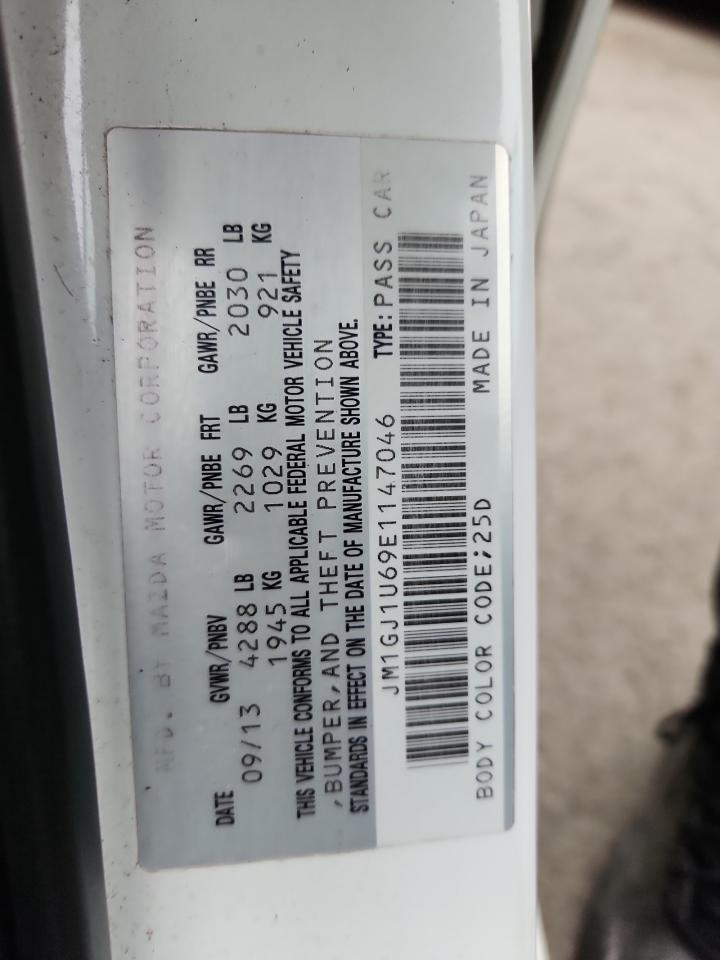 MFD. BY MAZDA MOTOR CORPORATION
DATE GVWR/PNBV GAWR/PNBE FRT GAWR/PNBE RR
09/13 4288 LB 2269 LB 2030 LB
1945 KG 1029 KG 921 KG
THIS VEHICLE CONFORMS TO ALL APPLICABLE FEDERAL MOTOR VEHICLE SAFETY
,BUMPER,AND THEFT PREVENTION
STANDARDS IN EFFECT ON THE DATE OF MANUFACTURE SHOWN ABOVE.
JM1GJ1U69E1147046 TYPE:PASS CAR
BODY COLOR CODE;25D MADE IN JAPAN